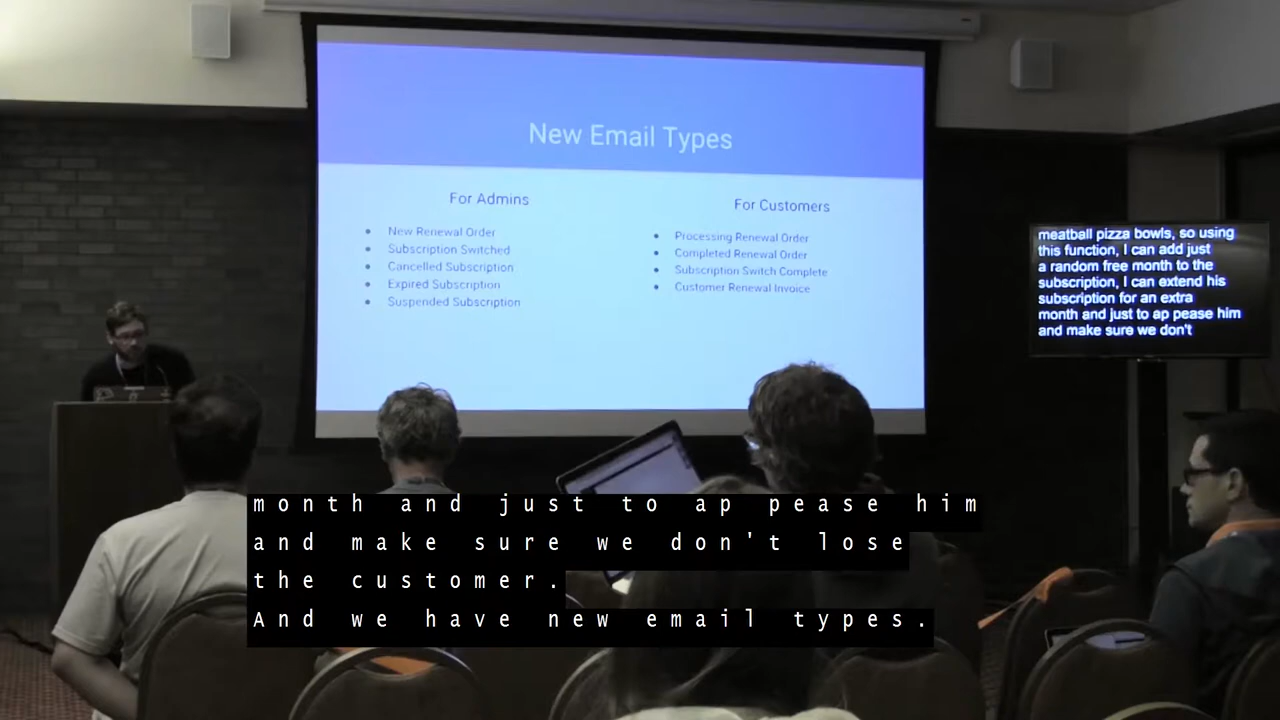 New Email Types
For Admins
New Renewal Order
Subscription Switched
Cancelled Subscription
Expired Subscription
Suspended Subscription
For Customers
Processing Renewal Order
Completed Renewal Order
Subscription Switch Complete
Customer Renewal Invoice
meatball pizza bowls, so using
this function, I can add just
a random free month to the
subscription, I can extend his
subscription for an extra
month and just to ap pease him
and make sure we don't
month and just to ap pease him
and make sure we don't lose
the customer.
And we have new email types.